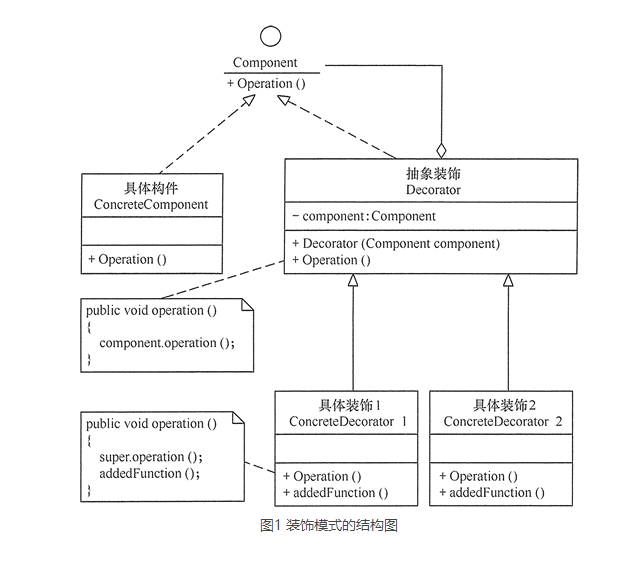 Component
+ Operation ()
具体构件
ConcreteComponent
+ Operation ()
抽象装饰
Decorator
- component:Component
+ Decorator (Component component)
+ Operation ()
public void operation ()
{
component.operation ();
}
public void operation ()
{
super.operation ();
addedFunction ();
}
具体装饰1
ConcreteDecorator 1
+ Operation ()
+ addedFunction ()
具体装饰2
ConcreteDecorator 2
+ Operation ()
+ addedFunction ()
图1 装饰模式的结构图